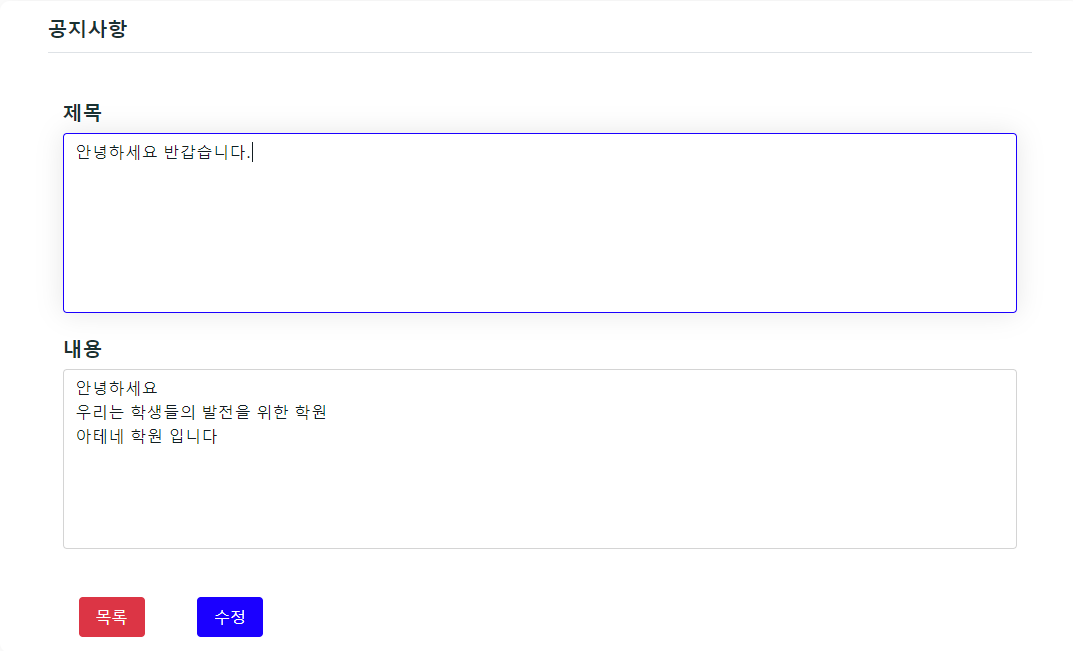 공지사항
제목
안녕하세요 반갑습니다.
내용
안녕하세요
우리는 학생들의 발전을 위한 학원
아테네 학원 입니다
목록
수정